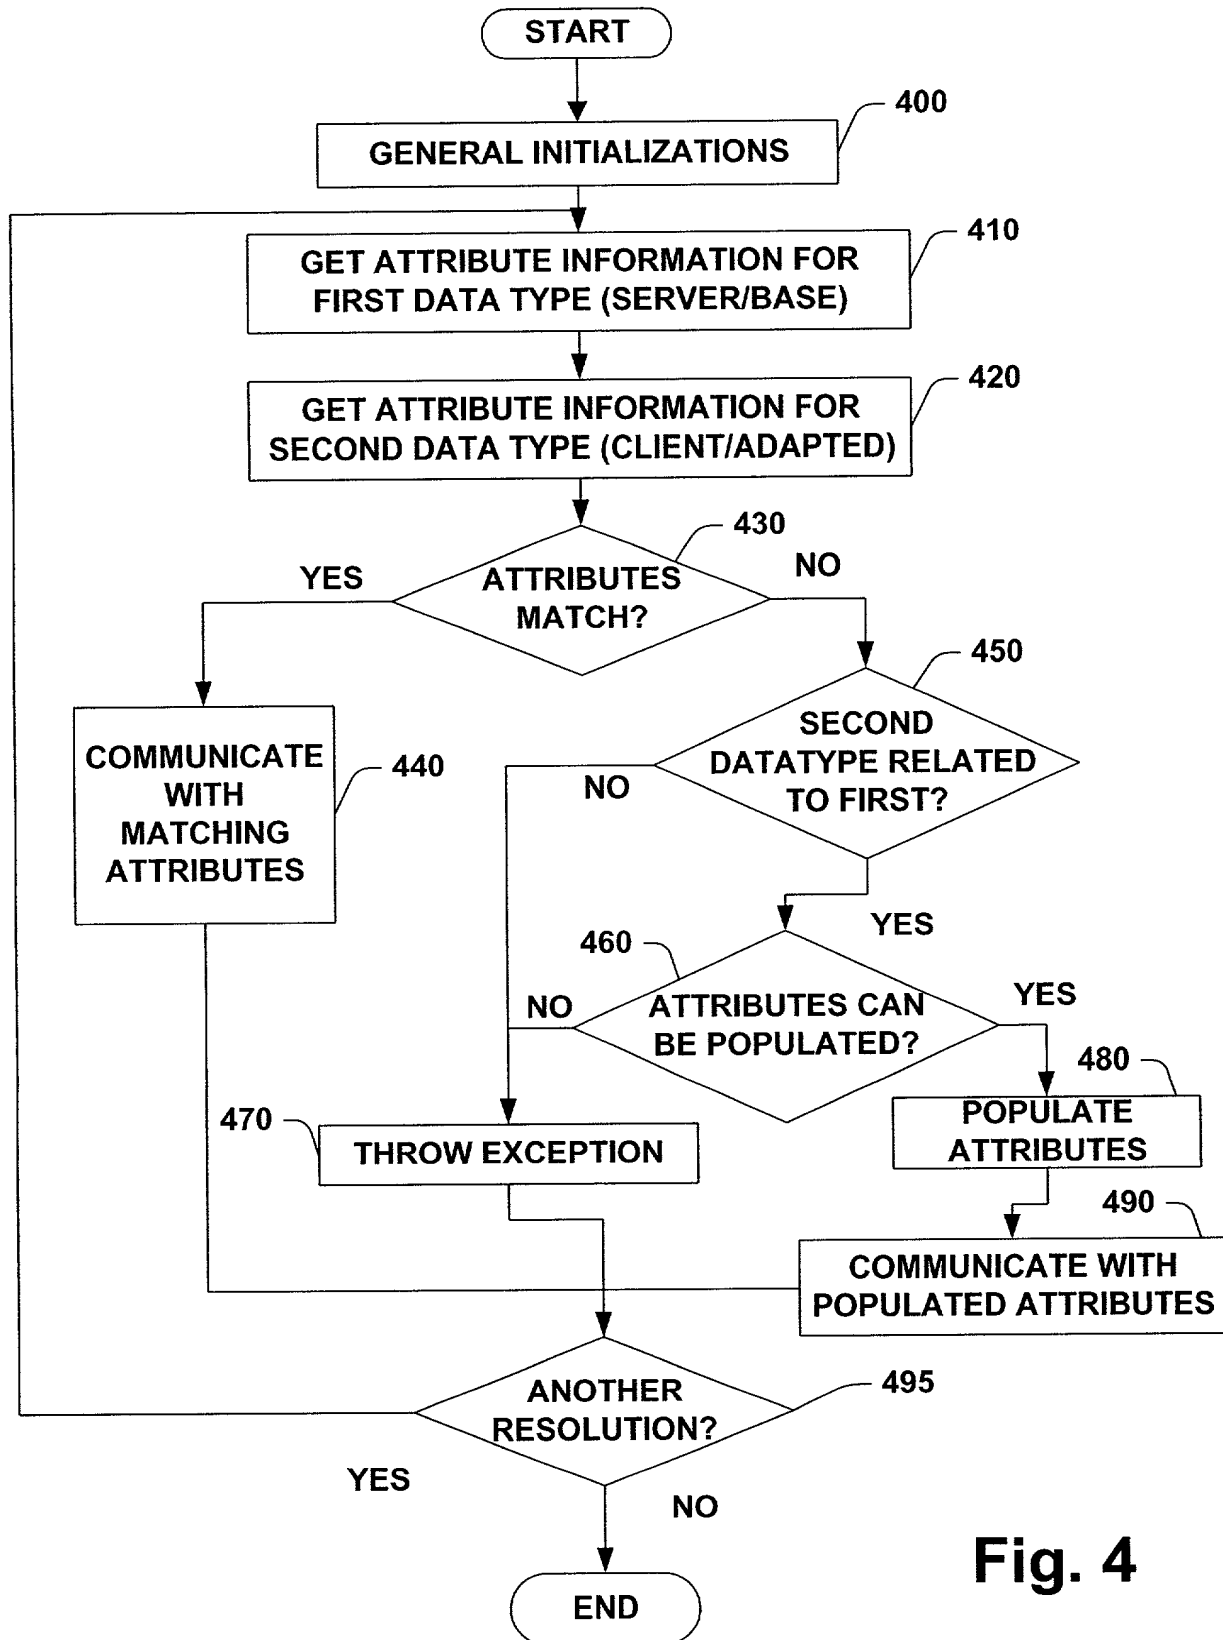 START
400
GENERAL INITIALIZATIONS
410
GET ATTRIBUTE INFORMATION FOR
FIRST DATA TYPE (SERVER/BASE)
420
GET ATTRIBUTE INFORMATION FOR
SECOND DATA TYPE (CLIENT/ADAPTED)
430
YES
ATTRIBUTES
MATCH?
NO
450
SECOND
DATATYPE RELATED
TO FIRST?
NO
YES
COMMUNICATE
WITH
MATCHING
ATTRIBUTES
440
460
NO
ATTRIBUTES CAN
BE POPULATED?
YES
480
POPULATE
ATTRIBUTES
470
THROW EXCEPTION
490
COMMUNICATE WITH
POPULATED ATTRIBUTES
ANOTHER
RESOLUTION?
495
YES
NO
END
Fig. 4